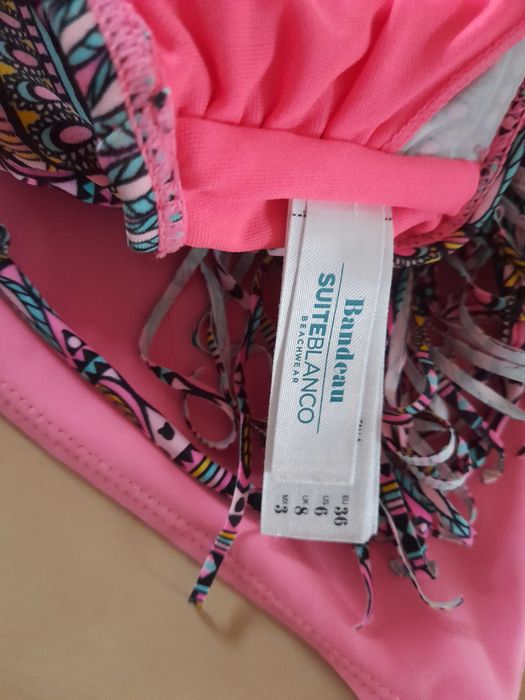 Bandeau
SUITEBLANCO
BEACHWEAR
EU 36
US 6
UK 8
MX 3